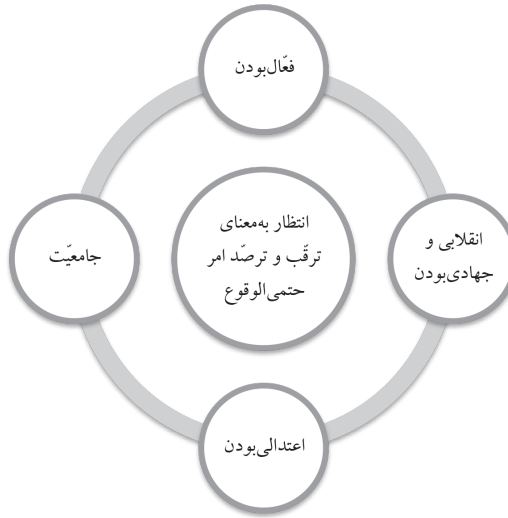 فعّال‌بودن
انتظار به‌معنای
ترقّب و ترصّد امر
حتمی‌الوقوع
انقلابی و
جهادی‌بودن
جامعیّت
اعتدالی‌بودن